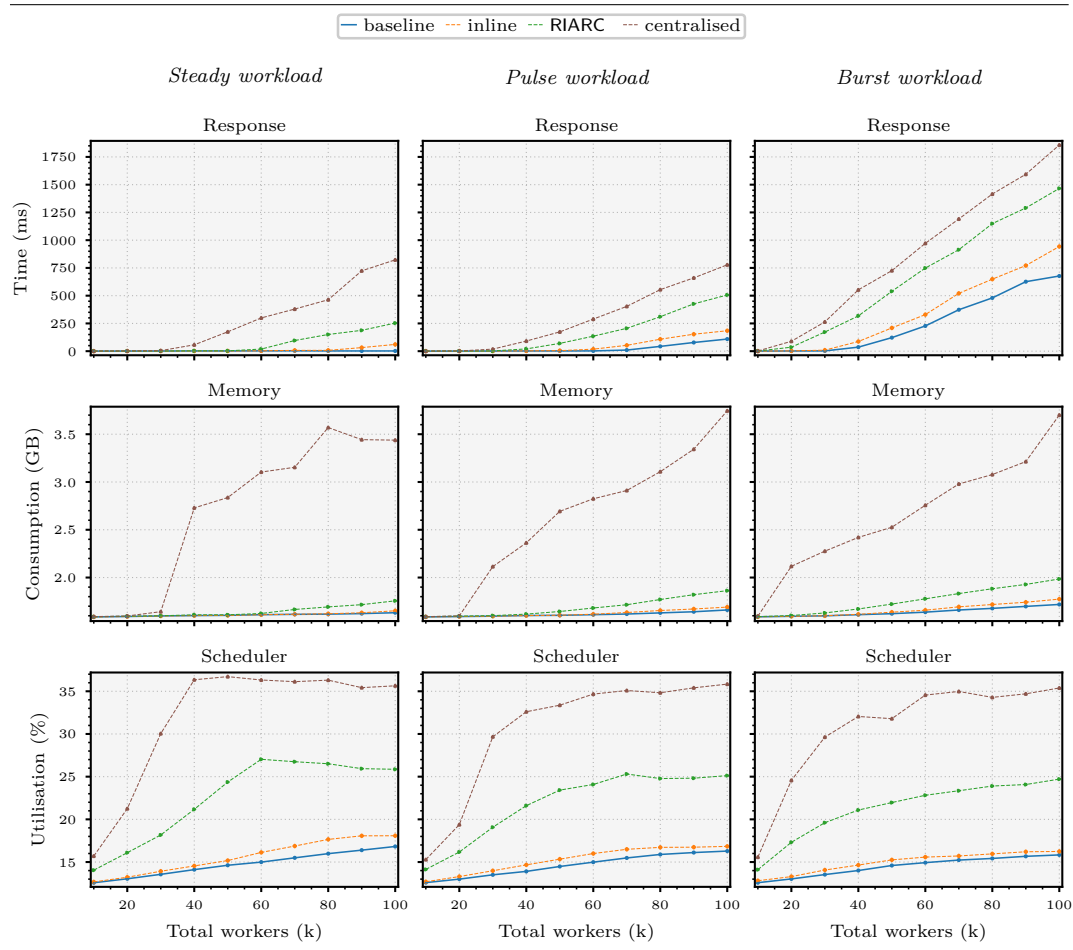 baseline inline RIARC centralised
Steady workload Pulse workload Burst workload
Response Response Response
Time (ms)
1750
1500
1250
1000
750
500
250
0
Memory Memory Memory
Consumption (GB)
3.5
3.0
2.5
2.0
Scheduler Scheduler Scheduler
Utilisation (%)
35
30
25
20
15
20 40 60 80 100 20 40 60 80 100 20 40 60 80 100
Total workers (k) Total workers (k) Total workers (k)